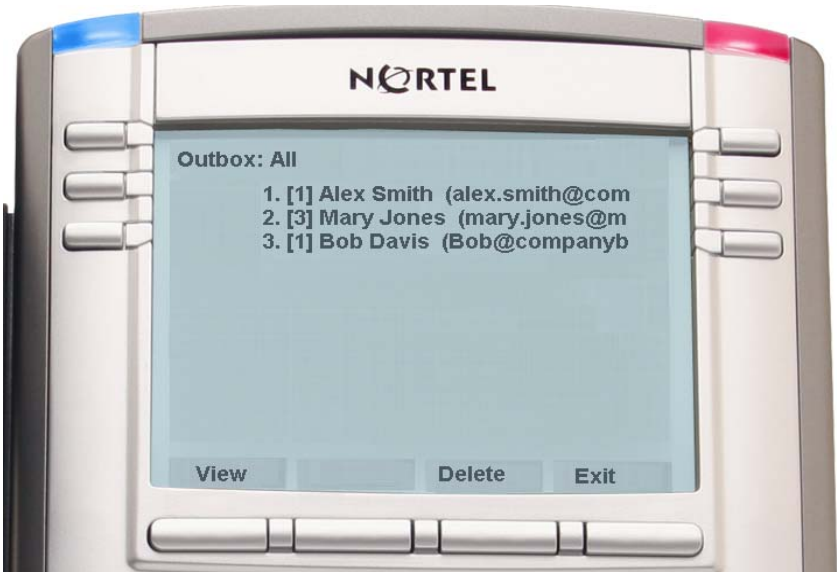 NORTEL
Outbox: All
1. [1] Alex Smith (alex.smith@com
2. [3] Mary Jones (mary.jones@m
3. [1] Bob Davis (Bob@companyb
View Delete Exit